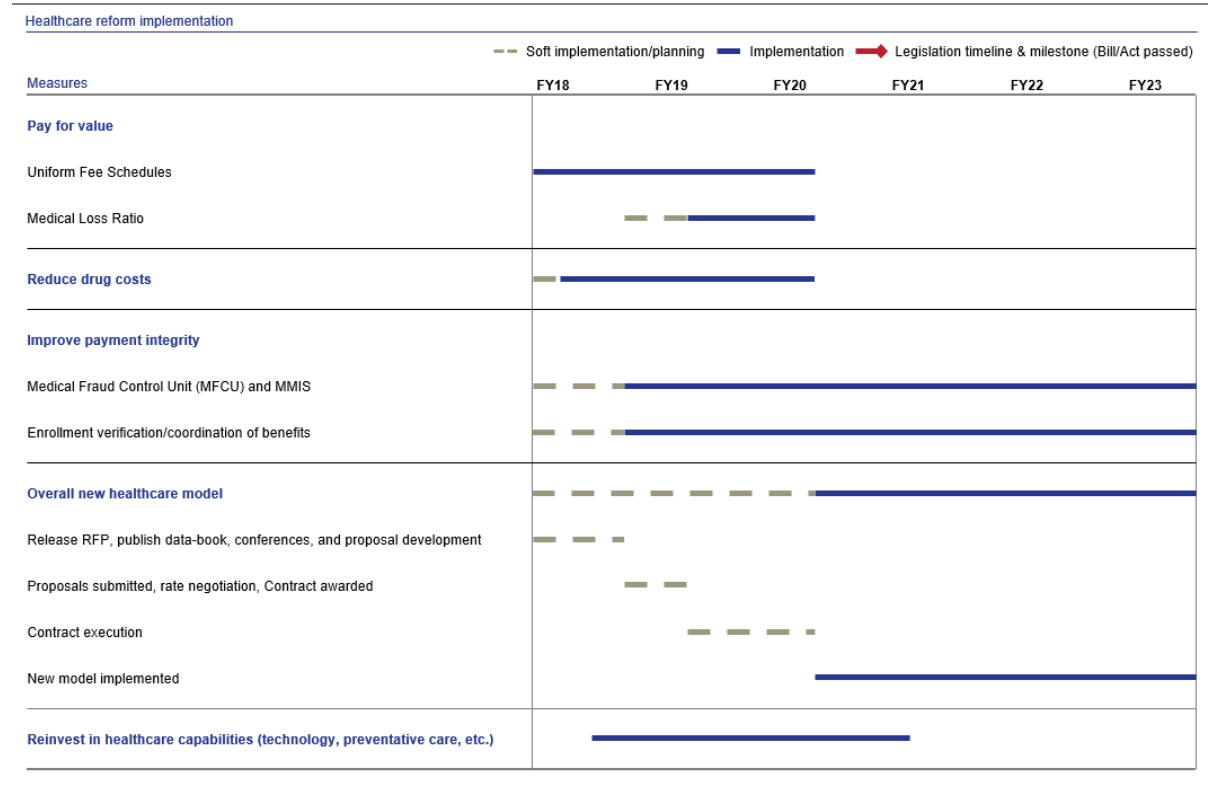 Healthcare reform implementation
Soft implementation/planning Implementation Legislation timeline & milestone (Bill/Act passed)
Measures FY18 FY19 FY20 FY21 FY22 FY23
Pay for value
Uniform Fee Schedules
Medical Loss Ratio
Reduce drug costs
Improve payment integrity
Medical Fraud Control Unit (MFCU) and MMIS
Enrollment verification/coordination of benefits
Overall new healthcare model
Release RFP, publish data-book, conferences, and proposal development
Proposals submitted, rate negotiation, Contract awarded
Contract execution
New model implemented
Reinvest in healthcare capabilities (technology, preventative care, etc.)